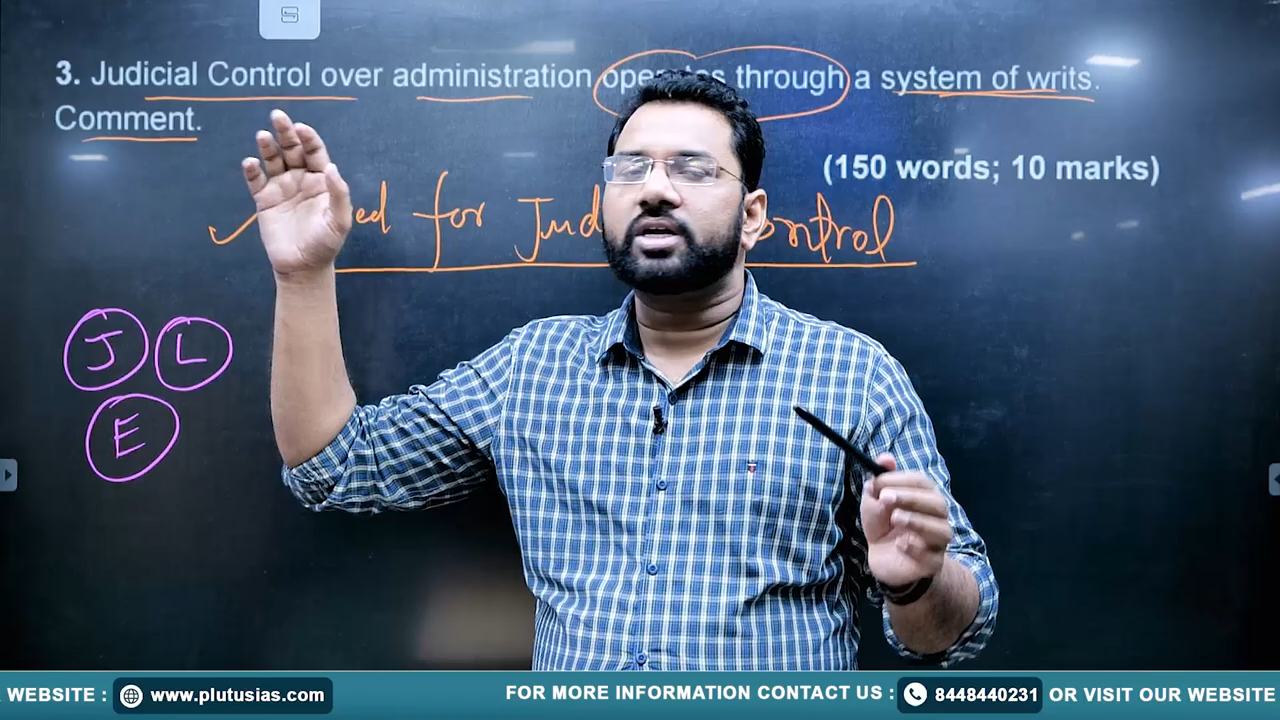 3. Judicial Control over administration operates through a system of writs.
Comment.
(150 words; 10 marks)
for Control
J L
E
WEBSITE : www.plutusias.com FOR MORE INFORMATION CONTACT US : 8448440231 OR VISIT OUR WEBSITE